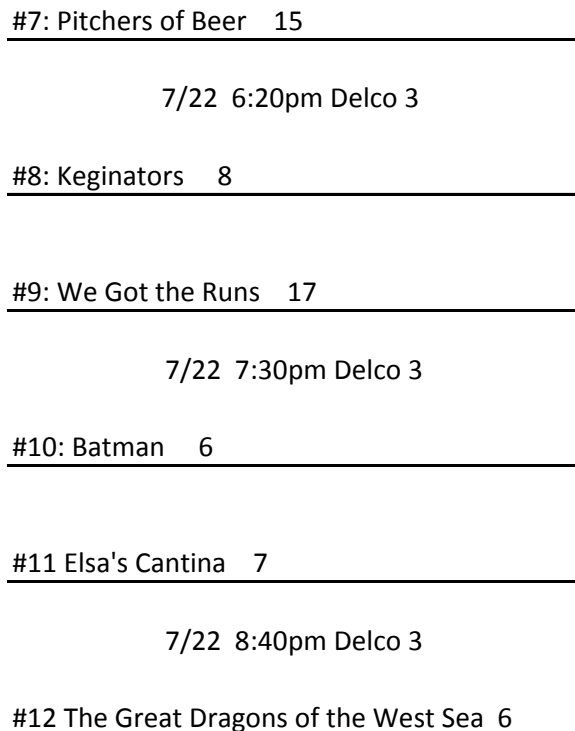 #7: Pitchers of Beer 15
7/22 6:20pm Delco 3
#8: Keginators 8
#9: We Got the Runs 17
7/22 7:30pm Delco 3
#10: Batman 6
#11 Elsa's Cantina 7
7/22 8:40pm Delco 3
#12 The Great Dragons of the West Sea 6